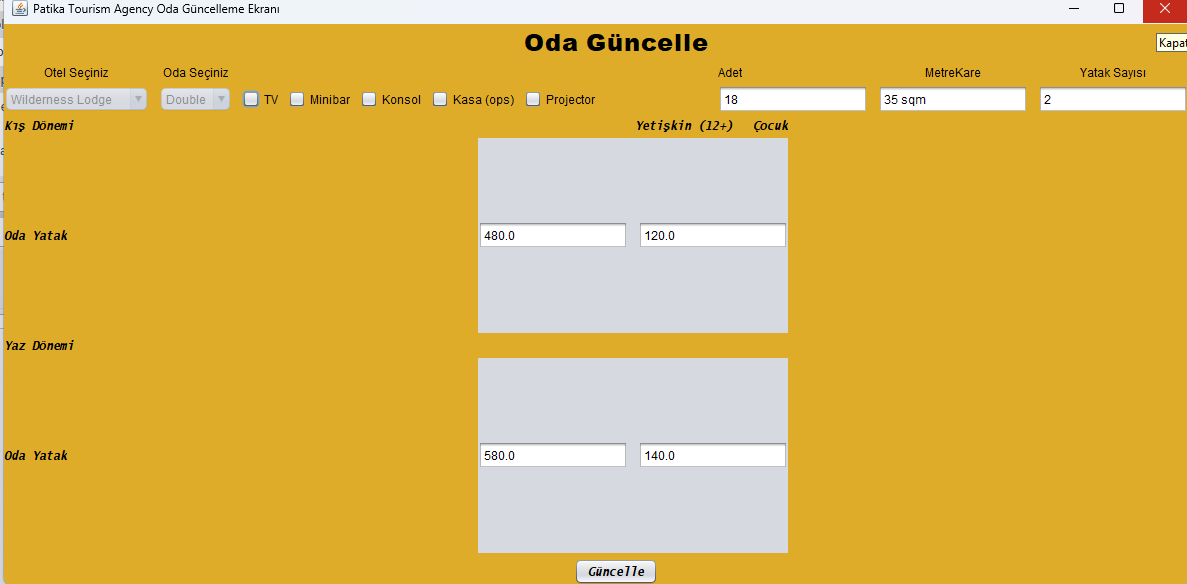 Patika Tourism Agency Oda Güncelleme Ekranı
Oda Güncelle
Kapat
Otel Seçiniz Oda Seçiniz Adet MetreKare Yatak Sayısı
Wilderness Lodge Double TV Minibar Konsol Kasa (ops) Projector 18 35 sqm 2
Kış Dönemi Yetişkin (12+) Çocuk
Oda Yatak 480.0 120.0
Yaz Dönemi
Oda Yatak 580.0 140.0
Güncelle